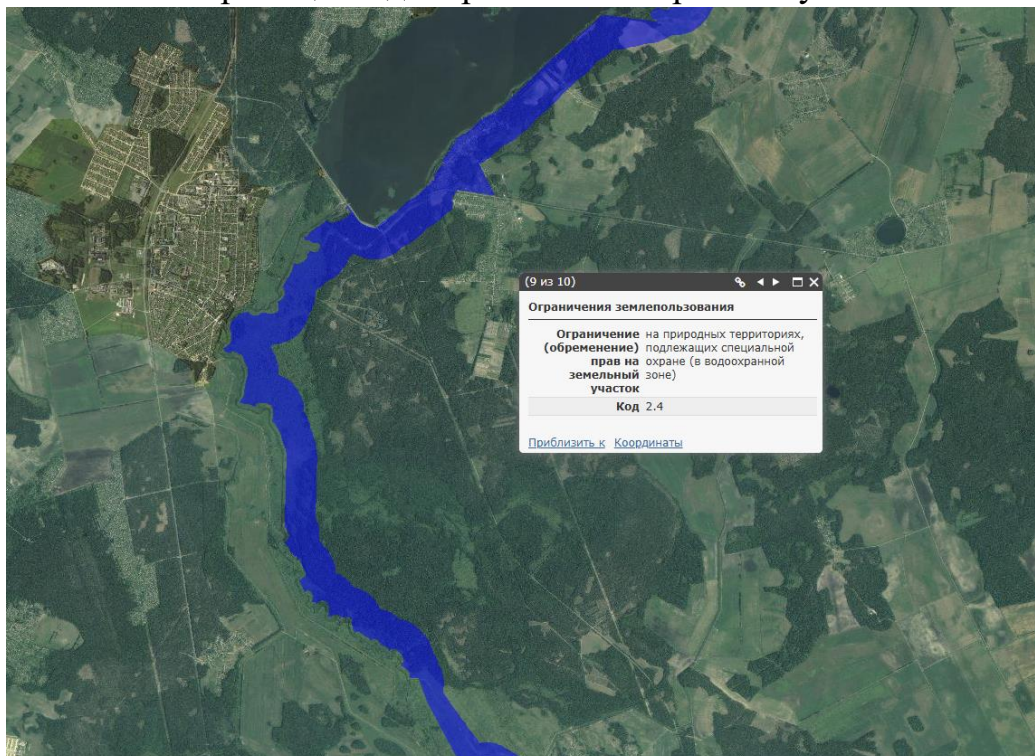 (9 из 10)
Ограничения землепользования
Ограничение (обременение) прав на земельный участок
на природных территориях, подлежащих специальной охране (в водоохранной зоне)
Код 2.4
Приблизить к Координаты